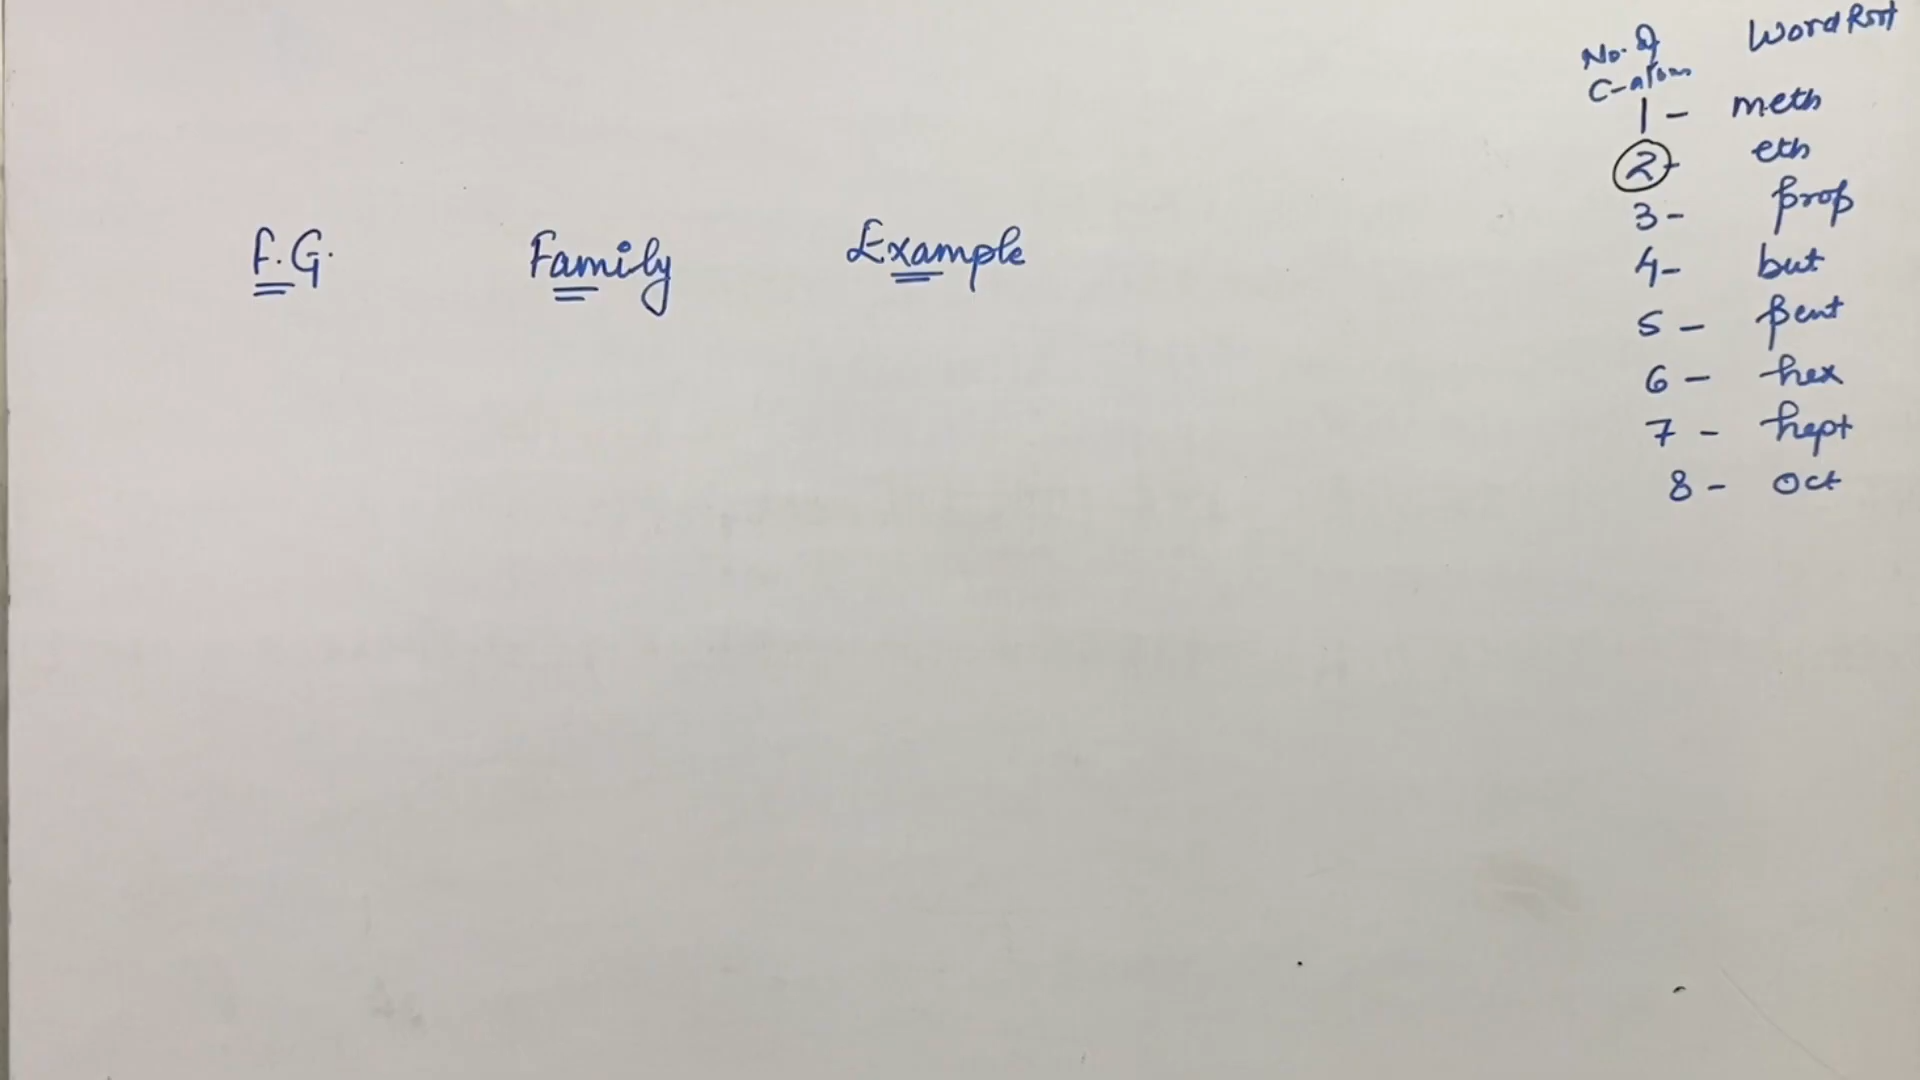 No. of Word Root
C-atoms
1 - meth
2 - eth
3 - prop
F.G. Family Example
4 - but
5 - pent
6 - hex
7 - hept
8 - oct